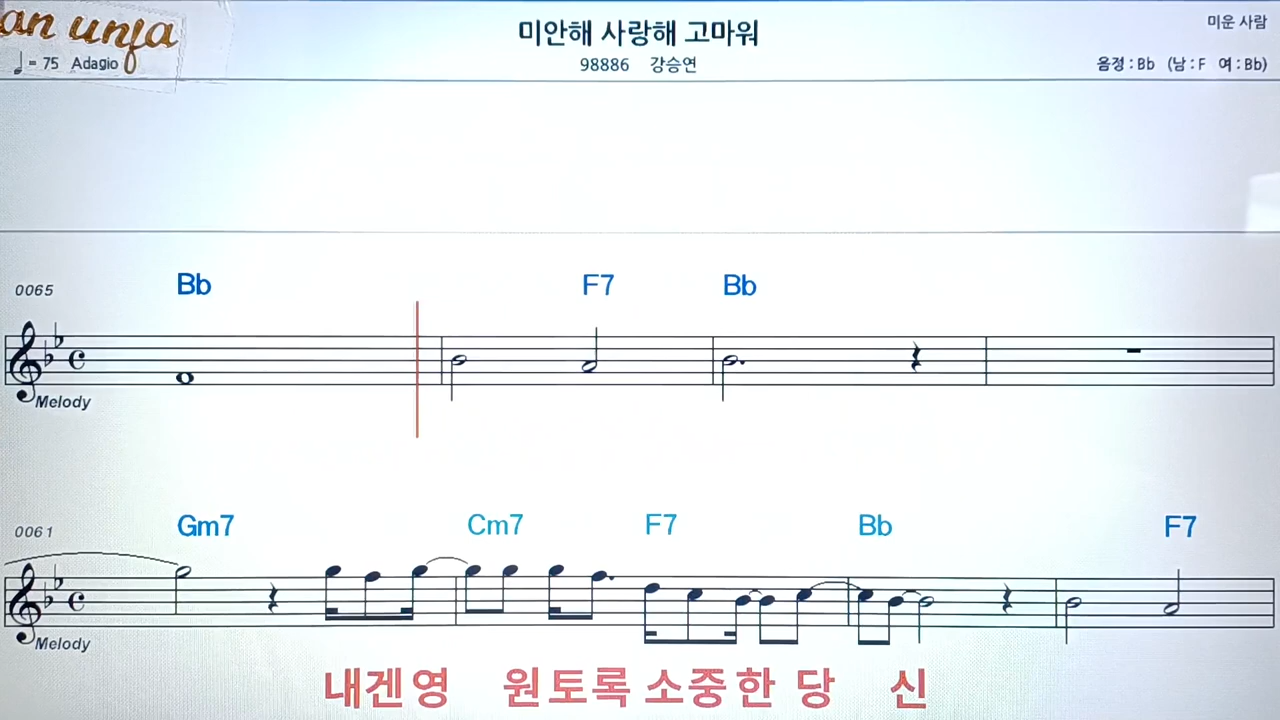 an unfa
미안해 사랑해 고마워
미운 사람
= 75 Adagio
98886 강승연
음정 : Bb (남 : F 여 : Bb)
0065
Bb F7 Bb
Melody
0061
Gm7 Cm7 F7 Bb F7
Melody
내겐영 원토록 소중한 당 신